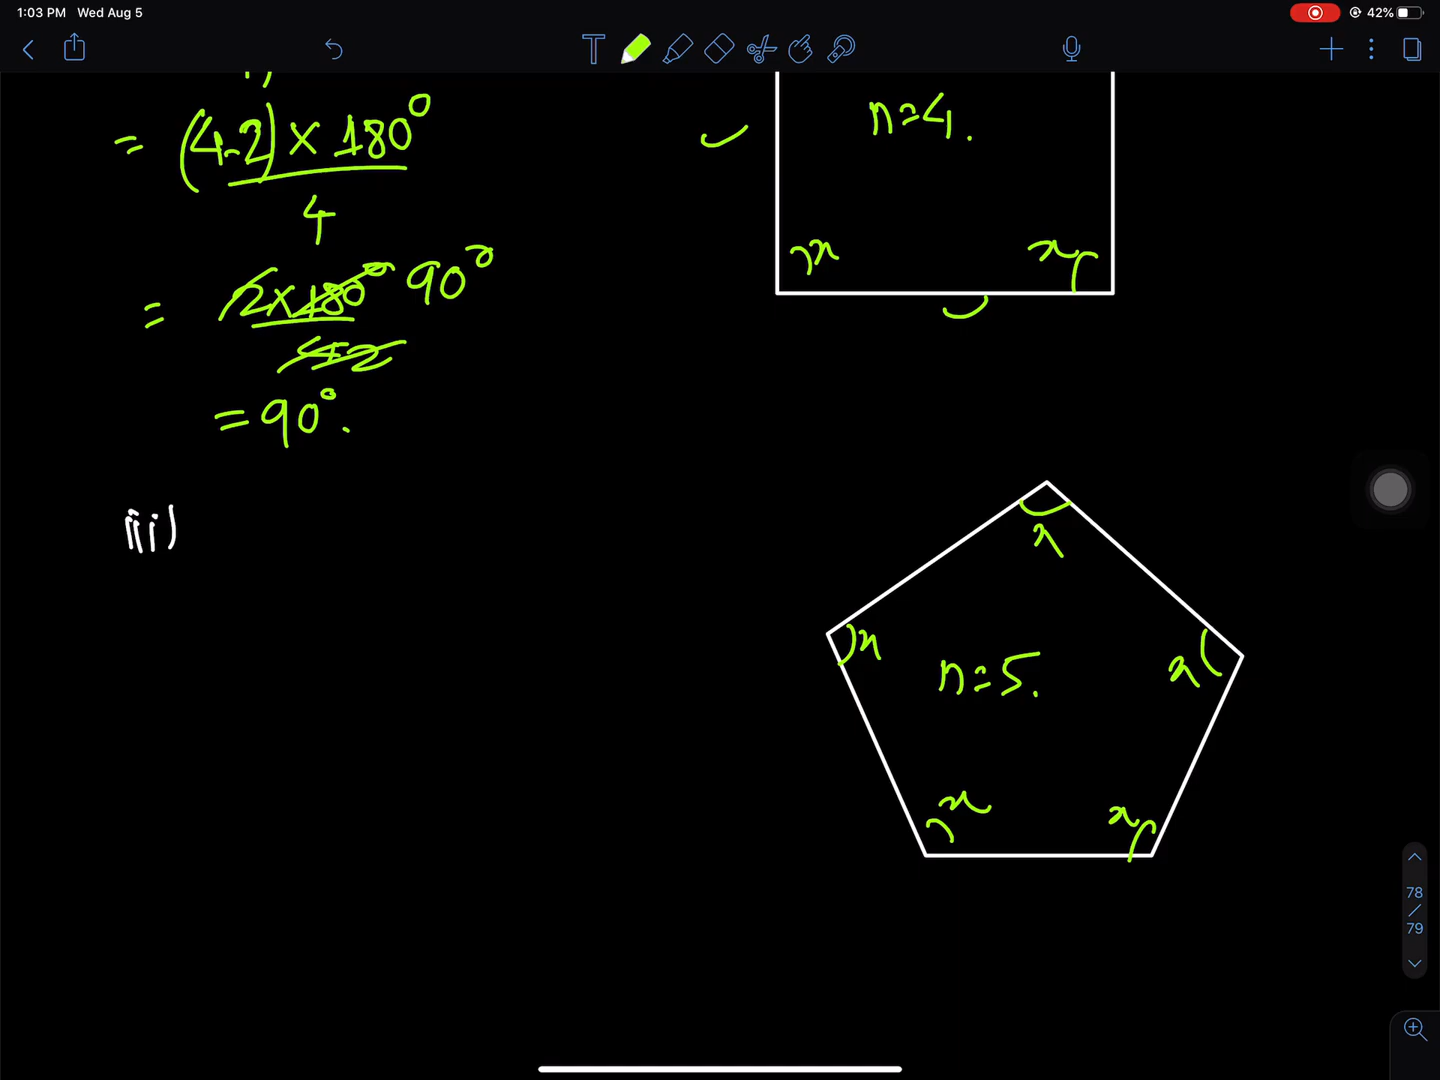 1:03 PM Wed Aug 5
42%
= (4-2) × 180°
4
= 2×180° 90°
4 2
= 90°.
n=4.
x
x
iii)
x
x
n=5.
x
x
x
78
/
79